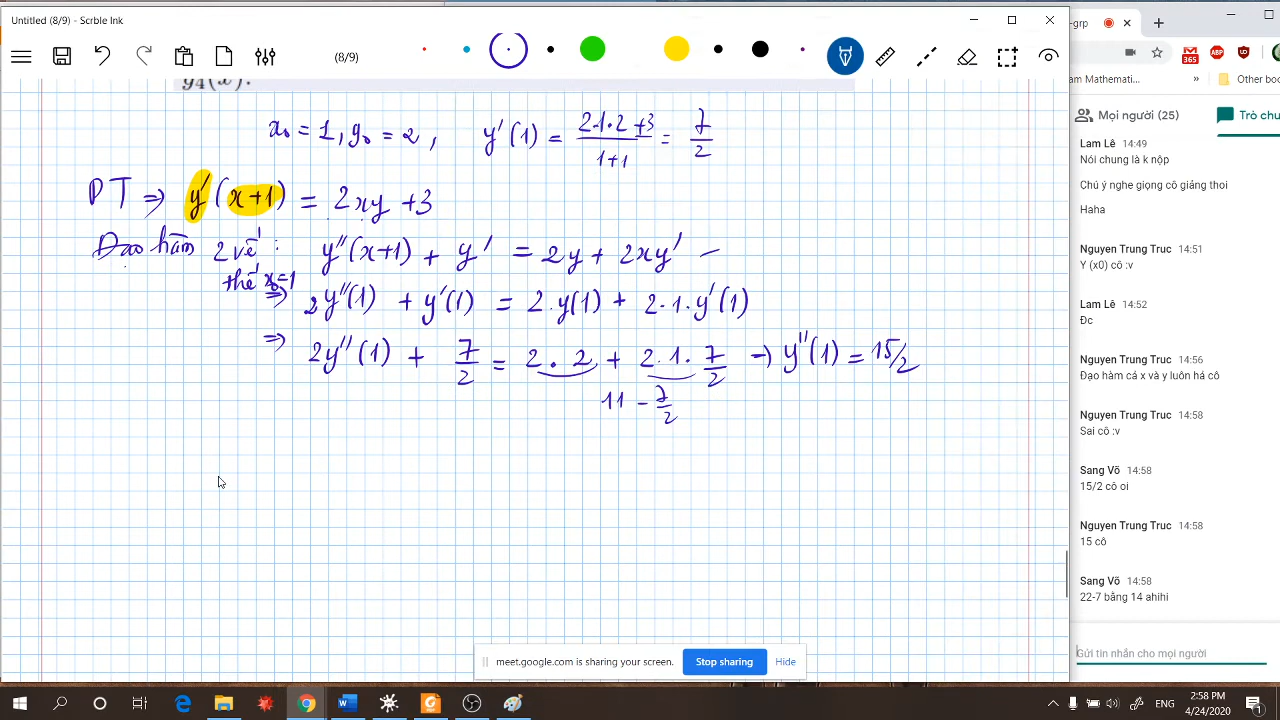 Untitled (8/9) - Scrble Ink
(8/9)
y₄(x).
x₀ = 1, y₀ = 2, y'(1) = (2·1·2 + 3)/(1+1) = 7/2
PT ⇒ y'(x+1) = 2xy + 3
Đạo hàm 2 vế: y''(x+1) + y' = 2y + 2xy'
thế x₀=1
⇒ 2y''(1) + y'(1) = 2.y(1) + 2.1.y'(1)
⇒ 2y''(1) + 7/2 = 2 . 2 + 2.1. 7/2 → y''(1) = 15/2
11 - 7/2
meet.google.com is sharing your screen. Stop sharing Hide
-grp
365
ABP
am Mathemati...
» Other boo
Mọi người (25)
Trò chu
Lam Lê 14:49
Nói chung là k nộp
Chú ý nghe giọng cô giảng thoi
Haha
Nguyen Trung Truc 14:51
Y (x0) cô :v
Lam Lê 14:52
Đc
Nguyen Trung Truc 14:56
Đạo hàm cả x và y luôn hả cô
Nguyen Trung Truc 14:58
Sai cô :v
Sang Võ 14:58
15/2 cô oi
Nguyen Trung Truc 14:58
15 cô
Sang Võ 14:58
22-7 bằng 14 ahihi
Gửi tin nhắn cho mọi người
ENG
2:58 PM
4/24/2020